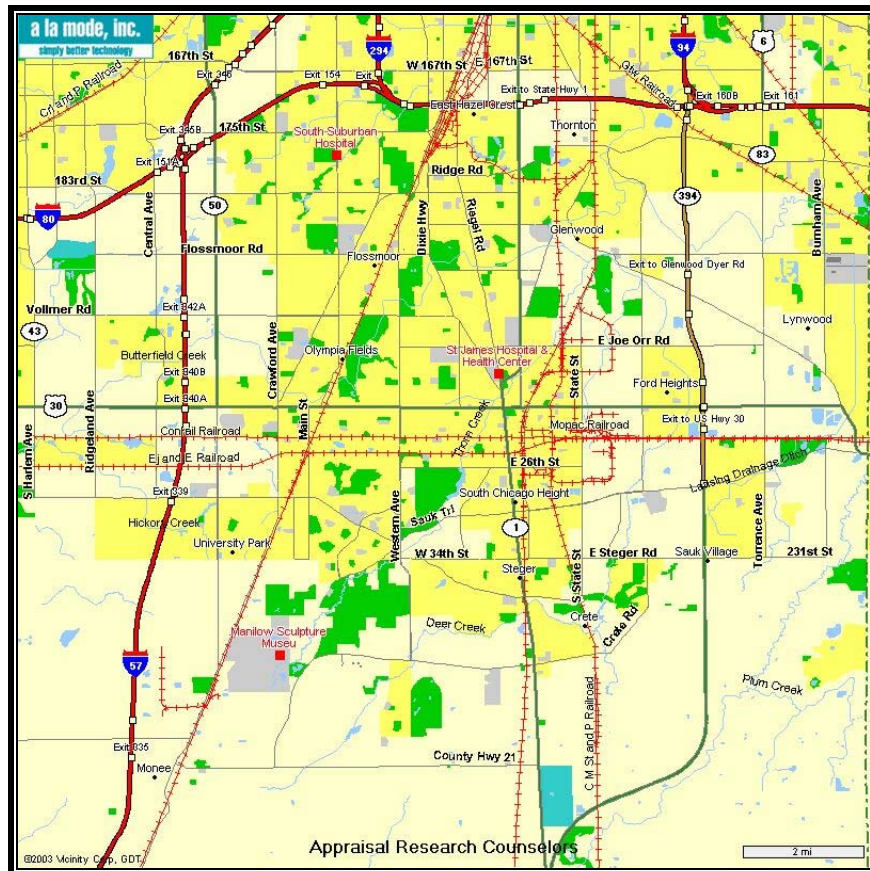 a la mode, inc.
simply better technology
167th St
Exit 346
294
W 167th St
E 167th St
94
6
Exit 154
Exit to State Hwy 1
Gtw Railroad
Exit 160B
Exit 161
Crl and P Railroad
East Hazel Crest
Exit 345B
175th St
South Suburban
Hospital
Thornton
83
Exit 151A
183rd St
Ridge Rd
Central Ave
50
Dixie Hwy
Riegel Rd
394
Burnham Ave
80
Flossmoor Rd
Flossmoor
Glenwood
Exit to Glenwood Dyer Rd
Vollmer Rd
Exit 342A
43
Lynwood
Butterfield Creek
Crawford Ave
Olympia Fields
St James Hospital &
Health Center
State St
E Joe Orr Rd
Exit 340B
Ford Heights
30
Exit 340A
S Harlem Ave
Ridgeland Ave
Main St
Conrail Railroad
Thorn Creek
Mopac Railroad
Exit to US Hwy 30
Ej and E Railroad
E 26th St
Exit 339
Western Ave
South Chicago Height
Lansing Drainage Ditch
Hickory Creek
Sauk Trl
Torrence Ave
University Park
1
W 34th St
E Steger Rd
Sauk Village
231st St
Steger
S State St
Deer Creek
Crete
Crete Rd
Manilow Sculpture
Museu
57
Plum Creek
C M St and P Railroad
Exit 335
County Hwy 21
Monee
Appraisal Research Counselors
©2003 Vicinity Corp, GDT
2 mi